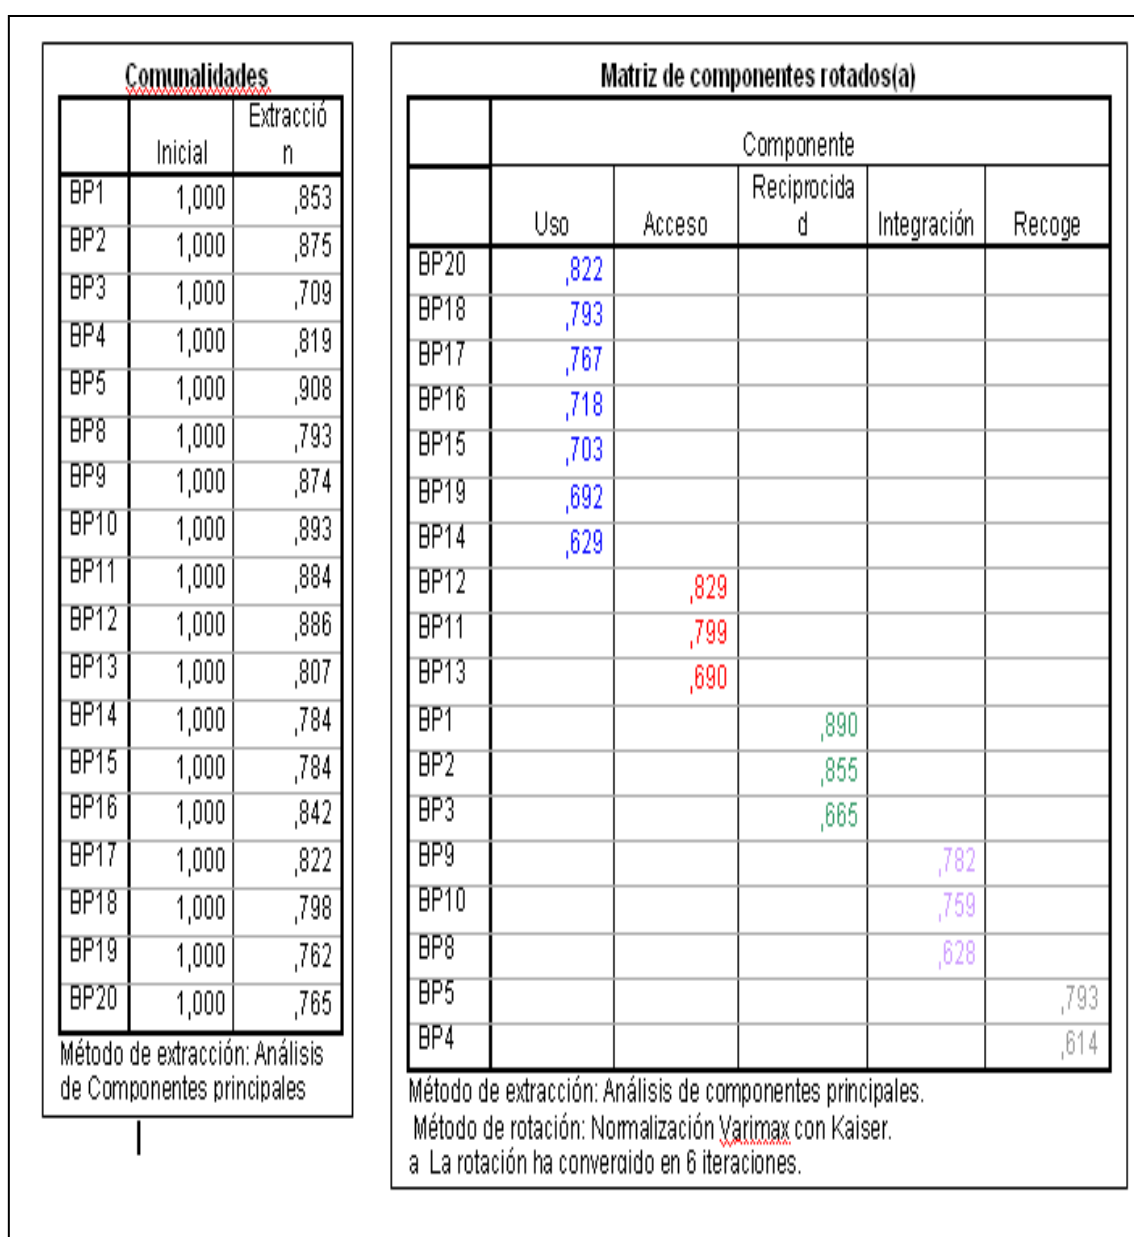 Comunalidades
Inicial Extracció
n
BP1 1,000 ,853
BP2 1,000 ,875
BP3 1,000 ,709
BP4 1,000 ,819
BP5 1,000 ,908
BP8 1,000 ,793
BP9 1,000 ,874
BP10 1,000 ,893
BP11 1,000 ,884
BP12 1,000 ,886
BP13 1,000 ,807
BP14 1,000 ,784
BP15 1,000 ,784
BP16 1,000 ,842
BP17 1,000 ,822
BP18 1,000 ,798
BP19 1,000 ,762
BP20 1,000 ,765
Método de extracción: Análisis
de Componentes principales
Matriz de componentes rotados(a)
Componente
Uso Acceso Reciprocida
d Integración Recoge
BP20 ,822
BP18 ,793
BP17 ,767
BP16 ,718
BP15 ,703
BP19 ,692
BP14 ,629
BP12 ,829
BP11 ,799
BP13 ,690
BP1 ,890
BP2 ,855
BP3 ,665
BP9 ,782
BP10 ,759
BP8 ,628
BP5 ,793
BP4 ,614
Método de extracción: Análisis de componentes principales.
Método de rotación: Normalización Varimax con Kaiser.
a La rotación ha convergido en 6 iteraciones.